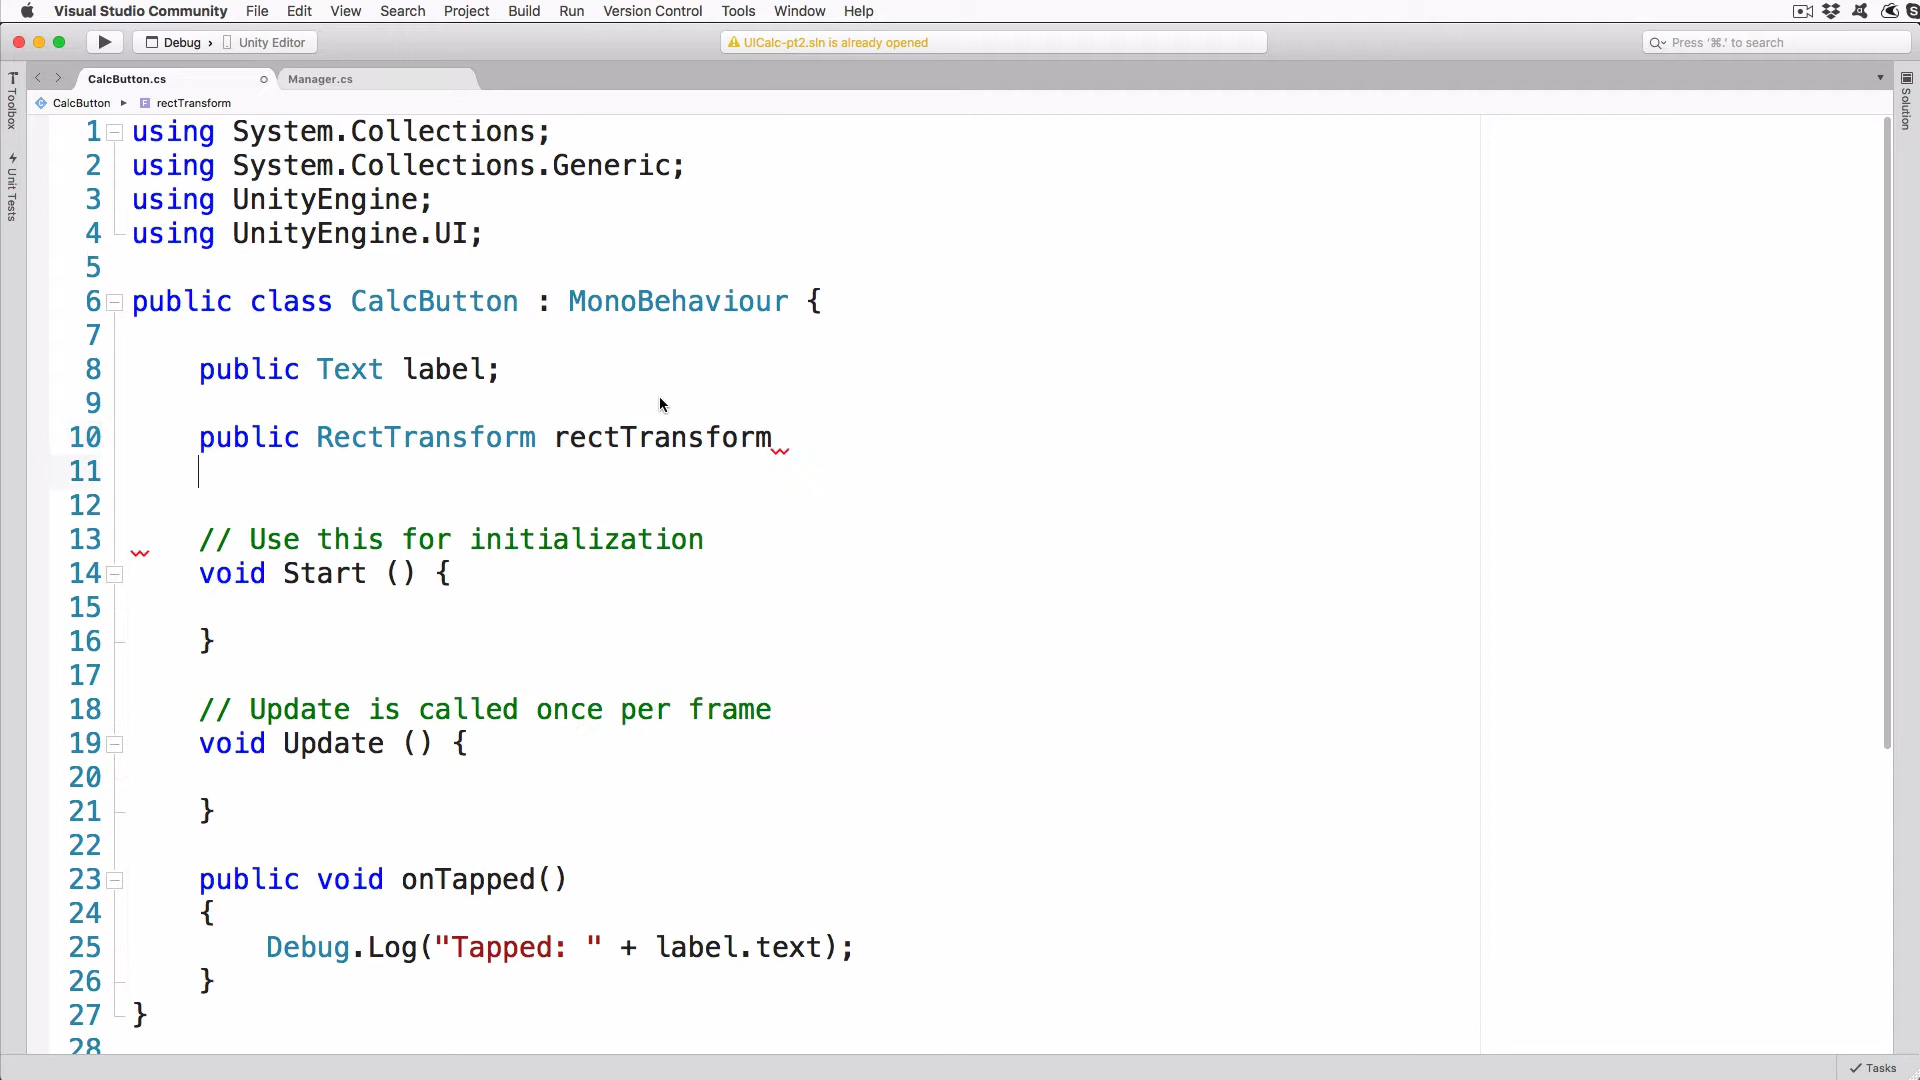 Visual Studio Community File Edit View Search Project Build Run Version Control Tools Window Help
Debug › Unity Editor
UICalc-pt2.sln is already opened
Press '⌘.' to search
CalcButton.cs
Manager.cs
CalcButton ▸ rectTransform
Toolbox
Unit Tests
Solution
1 using System.Collections;
2 using System.Collections.Generic;
3 using UnityEngine;
4 using UnityEngine.UI;
5
6 public class CalcButton : MonoBehaviour {
7
8 public Text label;
9
10 public RectTransform rectTransform
11
12
13 // Use this for initialization
14 void Start () {
15
16 }
17
18 // Update is called once per frame
19 void Update () {
20
21 }
22
23 public void onTapped()
24 {
25 Debug.Log("Tapped: " + label.text);
26 }
27 }
28
Tasks